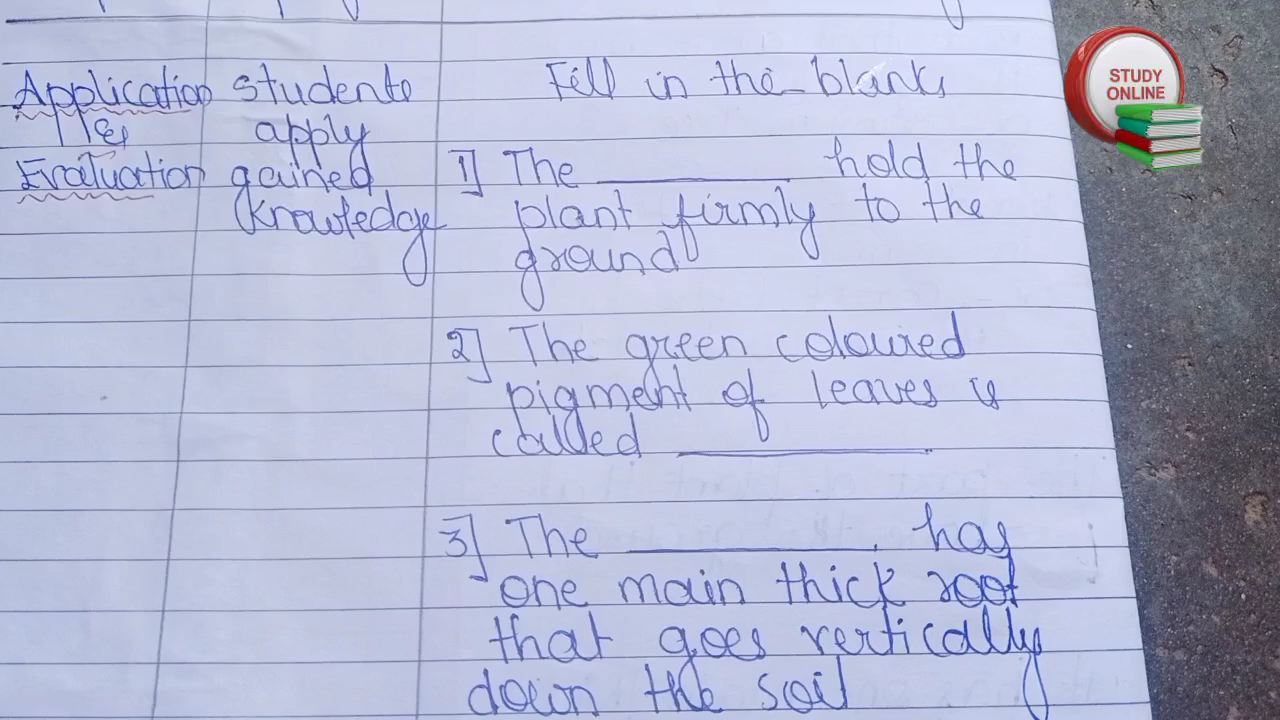 Application students Fill in the blanks
& apply
Evaluation gained 1] The ________ hold the
knowledge plant firmly to the
ground
2] The green coloured
pigment of leaves is
called ________
3] The ________ has
one main thick root
that goes vertically
down the soil
STUDY
ONLINE